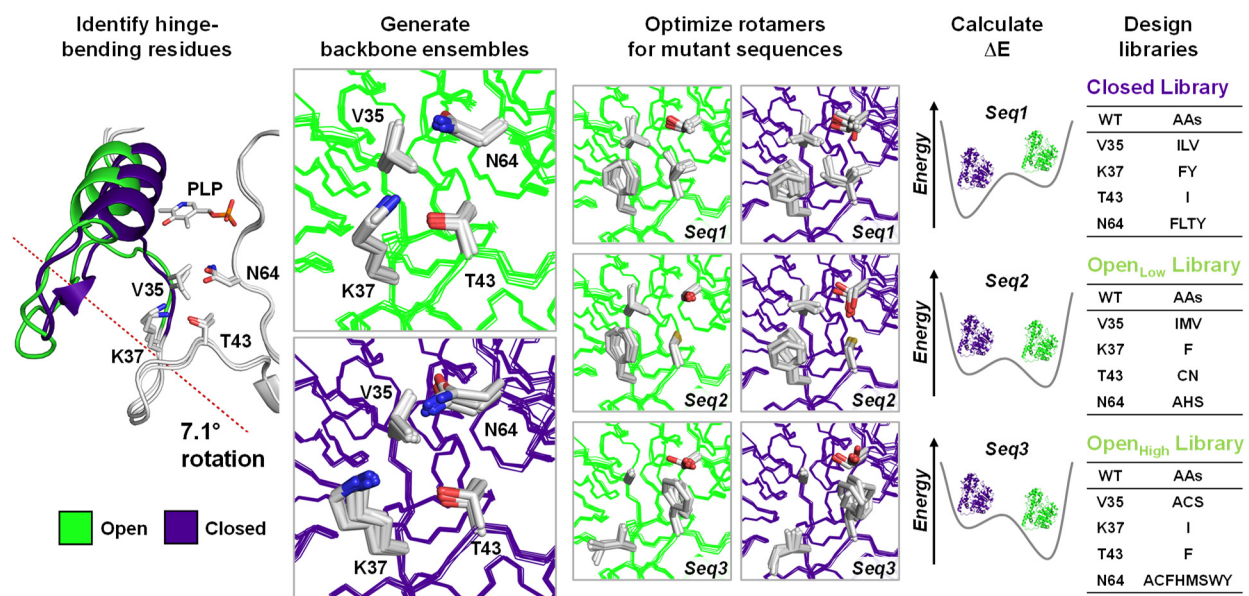 Identify hinge-
bending residues
Generate
backbone ensembles
Optimize rotamers
for mutant sequences
Calculate
ΔE
Design
libraries
PLP
N64
V35
K37
T43
7.1°
rotation
Open
Closed
V35
N64
K37
T43
V35
N64
K37
T43
Seq1
Seq1
Seq2
Seq2
Seq3
Seq3
Energy
Seq1
Energy
Seq2
Energy
Seq3
Closed Library
WT AAs
V35 ILV
K37 FY
T43 I
N64 FLTY
OpenLow Library
WT AAs
V35 IMV
K37 F
T43 CN
N64 AHS
OpenHigh Library
WT AAs
V35 ACS
K37 I
T43 F
N64 ACFHMSWY